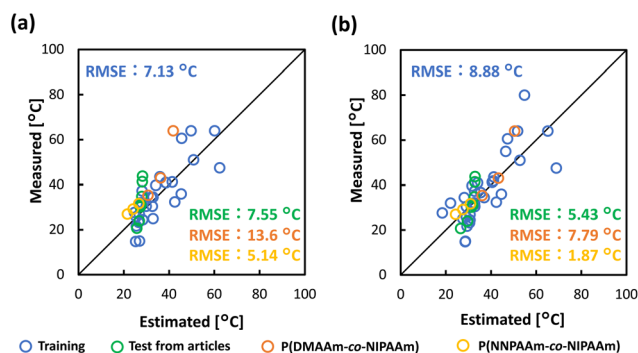 (a)
RMSE：7.13 °C
RMSE：7.55 °C
RMSE：13.6 °C
RMSE：5.14 °C
Measured [°C]
100
80
60
40
20
0
0 20 40 60 80 100
Estimated [°C]
(b)
RMSE：8.88 °C
RMSE：5.43 °C
RMSE：7.79 °C
RMSE：1.87 °C
Measured [°C]
100
80
60
40
20
0
0 20 40 60 80 100
Estimated [°C]
Training Test from articles P(DMAAm-co-NIPAAm) P(NNPAAm-co-NIPAAm)